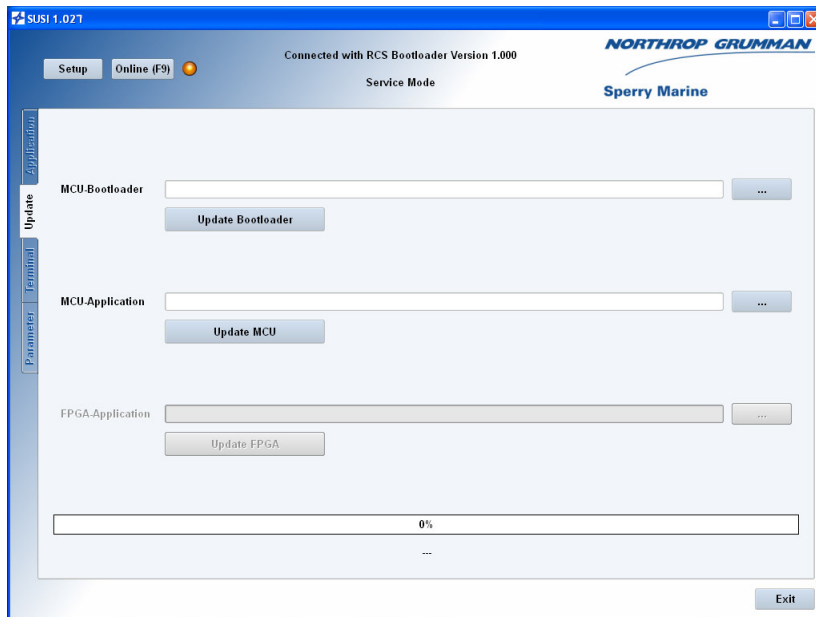 SUSI 1.027
Connected with RCS Bootloader Version 1.000
Setup
Online (F9)
Service Mode
NORTHROP GRUMMAN
Sperry Marine
Application
Update
Terminal
Parameter
MCU-Bootloader
...
Update Bootloader
MCU-Application
...
Update MCU
FPGA-Application
...
Update FPGA
0%
---
Exit